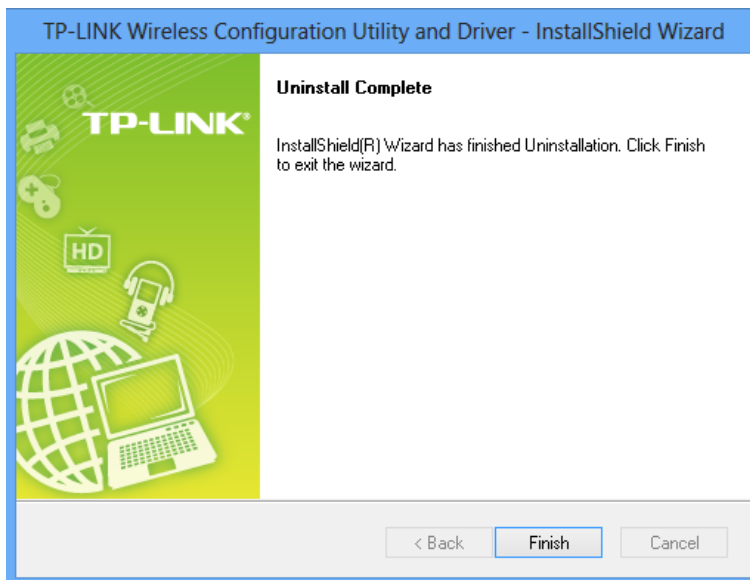 TP-LINK Wireless Configuration Utility and Driver - InstallShield Wizard
TP-LINK®
Uninstall Complete
InstallShield(R) Wizard has finished Uninstallation. Click Finish
to exit the wizard.
HD
< Back
Finish
Cancel